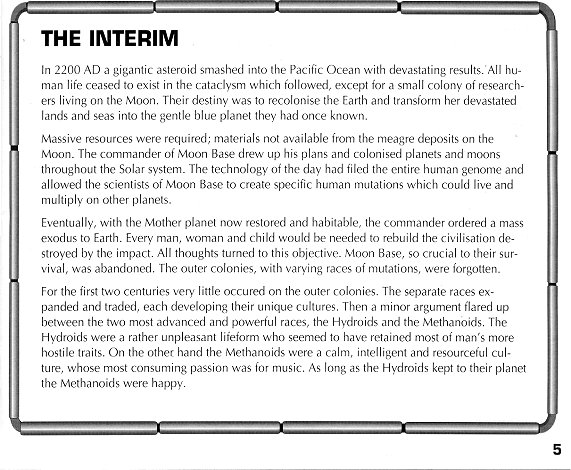 THE INTERIM
In 2200 AD a gigantic asteroid smashed into the Pacific Ocean with devastating results. All hu-
man life ceased to exist in the cataclysm which followed, except for a small colony of research-
ers living on the Moon. Their destiny was to recolonise the Earth and transform her devastated
lands and seas into the gentle blue planet they had once known.
Massive resources were required; materials not available from the meagre deposits on the
Moon. The commander of Moon Base drew up his plans and colonised planets and moons
throughout the Solar system. The technology of the day had filed the entire human genome and
allowed the scientists of Moon Base to create specific human mutations which could live and
multiply on other planets.
Eventually, with the Mother planet now restored and habitable, the commander ordered a mass
exodus to Earth. Every man, woman and child would be needed to rebuild the civilisation de-
stroyed by the impact. All thoughts turned to this objective. Moon Base, so crucial to their sur-
vival, was abandoned. The outer colonies, with varying races of mutations, were forgotten.
For the first two centuries very little occured on the outer colonies. The separate races ex-
panded and traded, each developing their unique cultures. Then a minor argument flared up
between the two most advanced and powerful races, the Hydroids and the Methanoids. The
Hydroids were a rather unpleasant lifeform who seemed to have retained most of man's more
hostile traits. On the other hand the Methanoids were a calm, intelligent and resourceful cul-
ture, whose most consuming passion was for music. As long as the Hydroids kept to their planet
the Methanoids were happy.
5